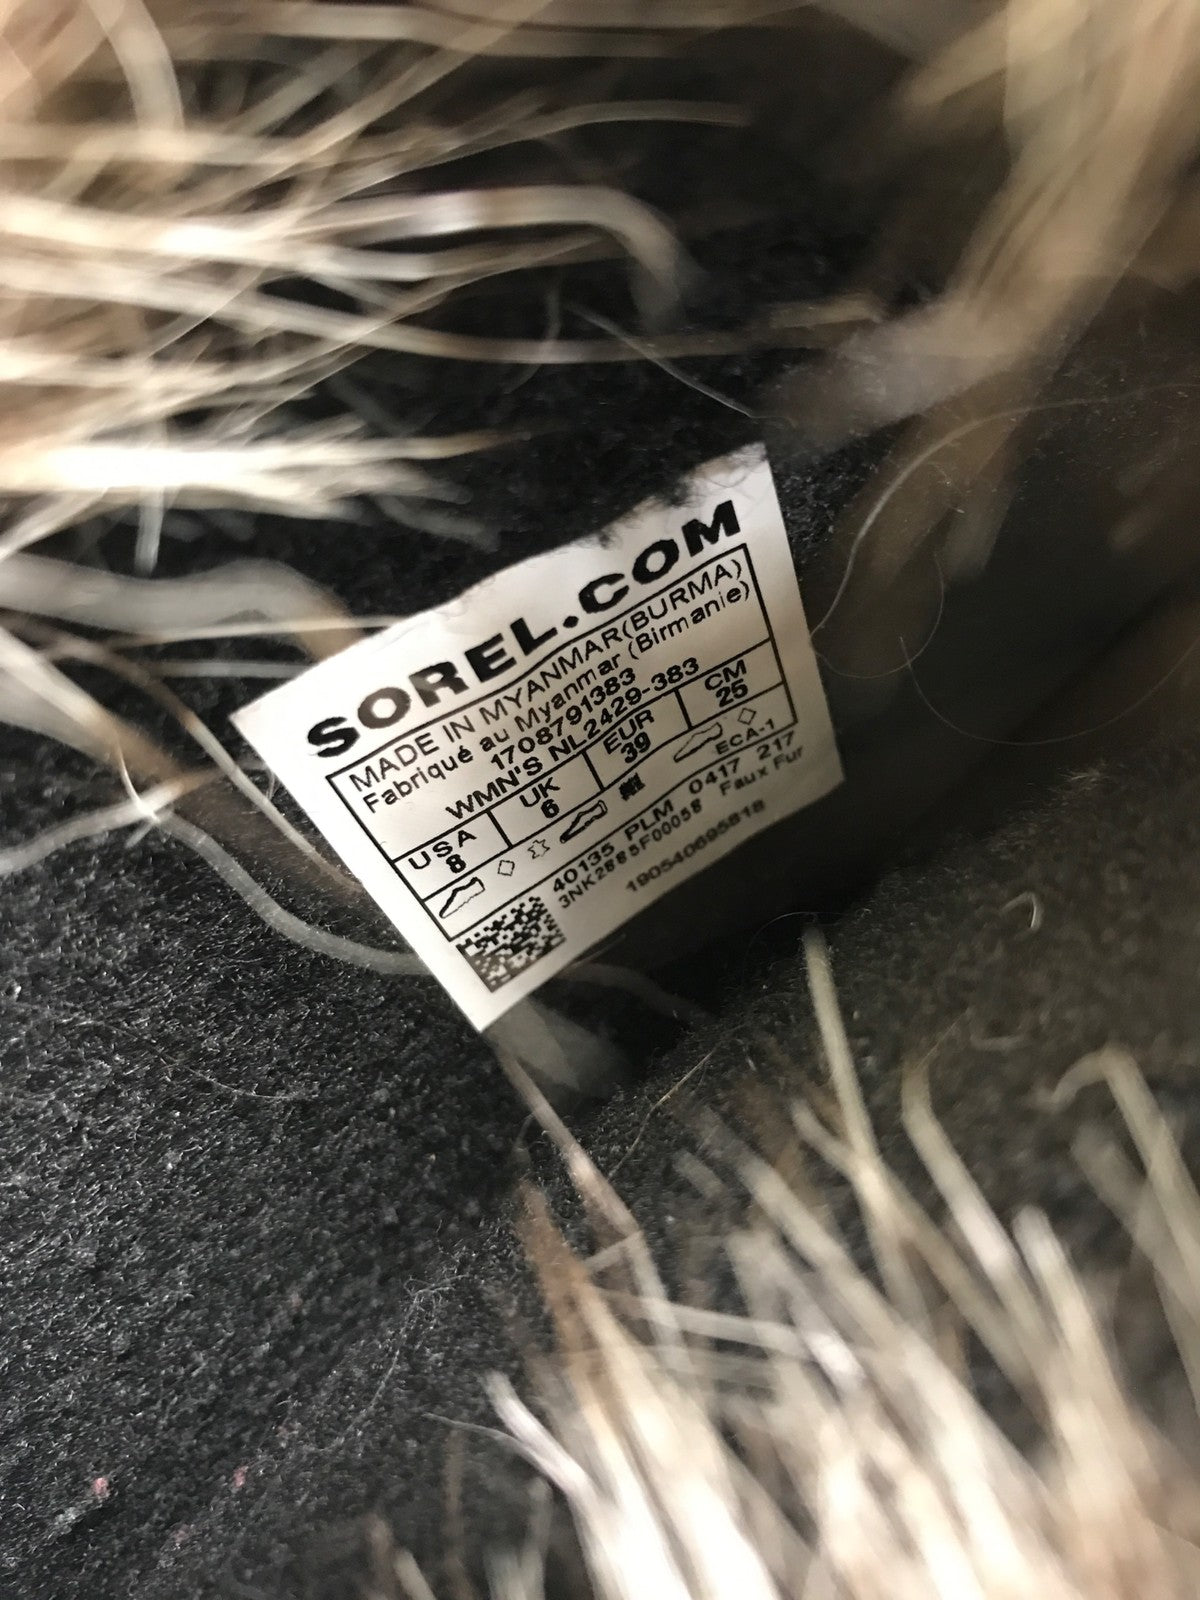 SOREL.COM
MADE IN MYANMAR(BURMA)
Fabriqué au Myanmar (Birmanie)
1708791383
WMN'S NL2429-383
USA UK EUR CM
8 6 39 25
ECA-1
40135 PLM 0417 217
3NK2885F00058 Faux Fur
190540695818